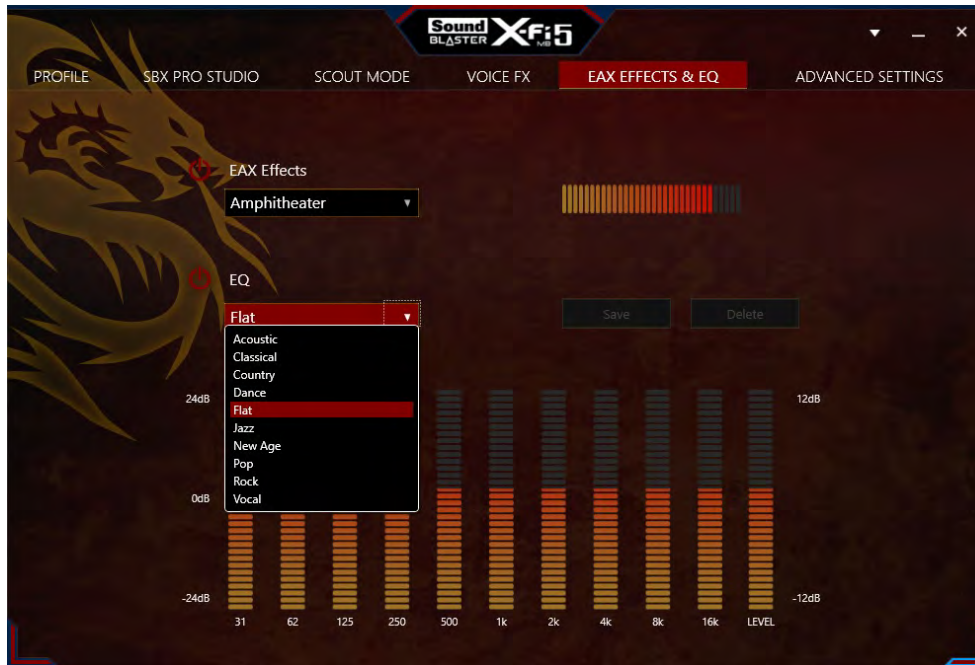 Sound BLASTER X-Fi MB 5
PROFILE SBX PRO STUDIO SCOUT MODE VOICE FX EAX EFFECTS & EQ ADVANCED SETTINGS
EAX Effects
Amphitheater
EQ
Flat
Save Delete
Acoustic
Classical
Country
Dance
Flat
Jazz
New Age
Pop
Rock
Vocal
24dB 12dB
0dB
-24dB -12dB
31 62 125 250 500 1k 2k 4k 8k 16k LEVEL